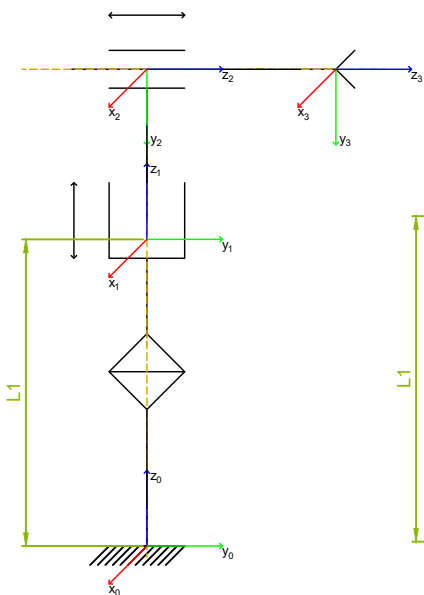 z₂
z₃
x₂
x₃
y₂
y₃
z₁
y₁
x₁
L1
L1
z₀
y₀
x₀